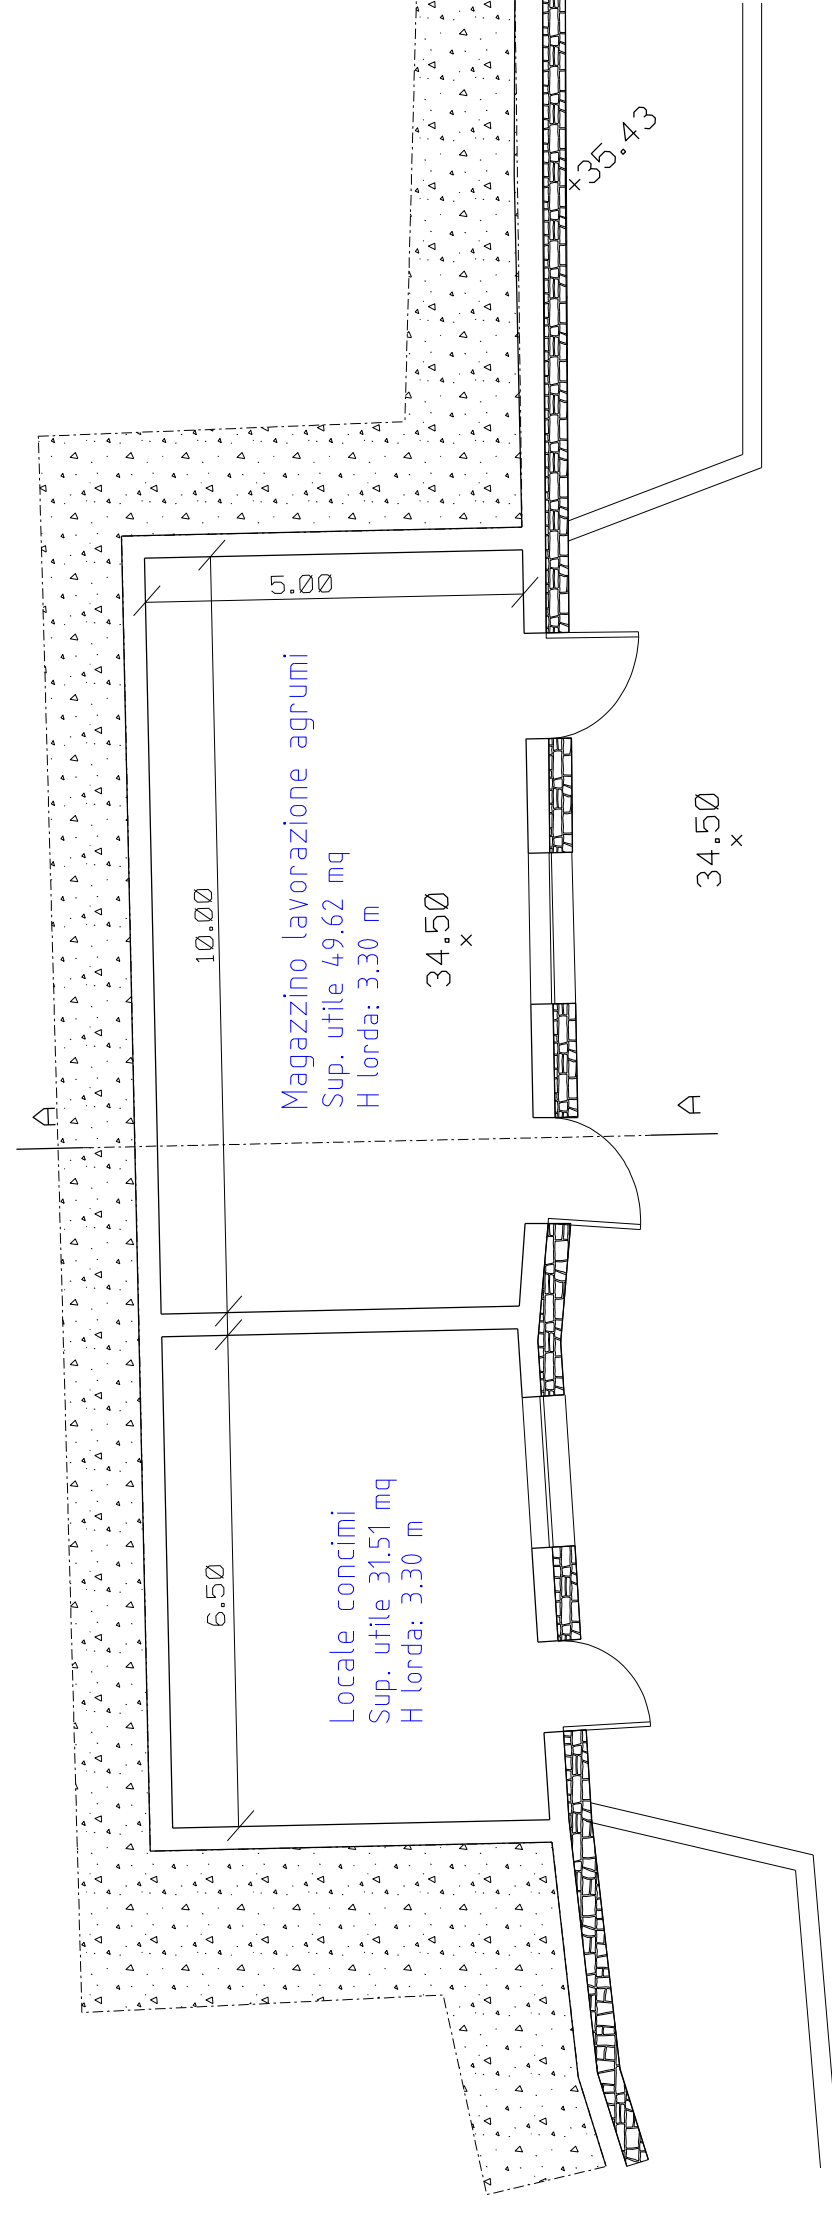 +35.43
5.00
10.00
Magazzino lavorazione agrumi
Sup. utile 49.62 mq
H lorda: 3.30 m
34.50
×
34.50
×
A
A
6.50
Locale concimi
Sup. utile 31.51 mq
H lorda: 3.30 m